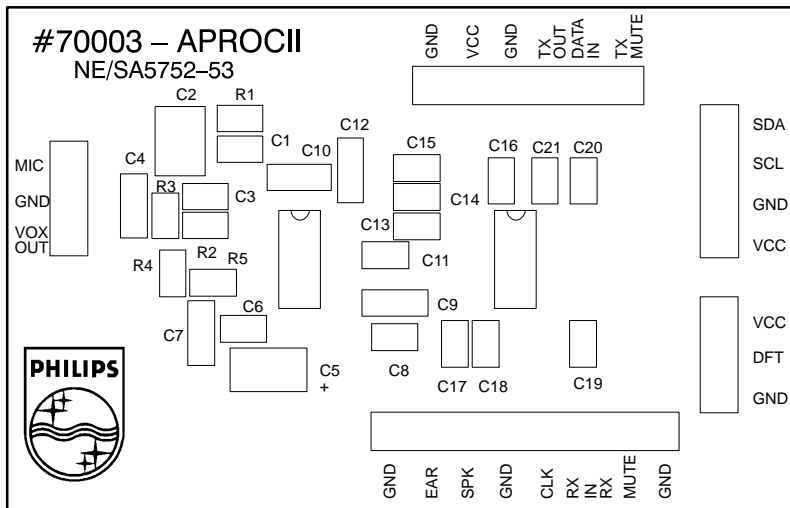 #70003 – APROCII
NE/SA5752–53
GND
VCC
GND
TX
OUT
DATA
IN
TX
MUTE
C2
R1
C12
C1
C10
C15
C16
C21
C20
C4
R3
C3
C14
C13
R4
R2
R5
C11
C7
C6
C9
C5
+
C8
C17
C18
C19
MIC
GND
VOX
OUT
SDA
SCL
GND
VCC
VCC
DFT
GND
PHILIPS
GND
EAR
SPK
GND
CLK
RX
IN
RX
MUTE
GND